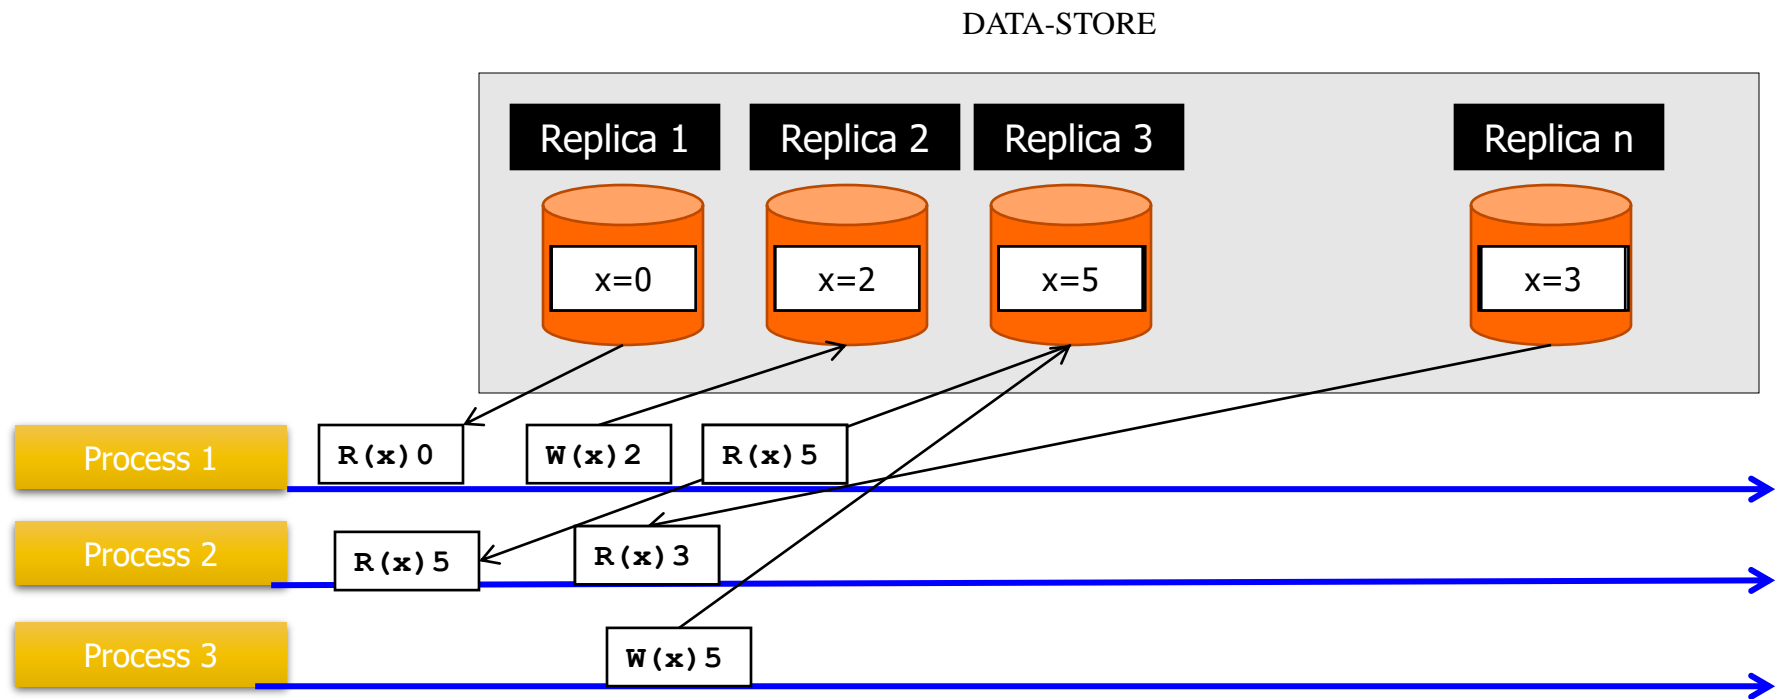 DATA-STORE
Replica 1 Replica 2 Replica 3 Replica n
x=0 x=2 x=5 x=3
Process 1 R(x)0 W(x)2 R(x)5
Process 2 R(x)5 R(x)3
Process 3 W(x)5